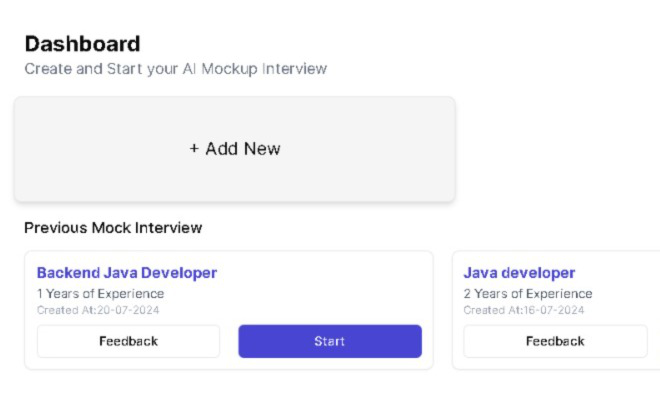 Dashboard
Create and Start your AI Mockup Interview
+ Add New
Previous Mock Interview
Backend Java Developer
1 Years of Experience
Created At:20-07-2024
Feedback
Start
Java developer
2 Years of Experience
Created At:16-07-2024
Feedback